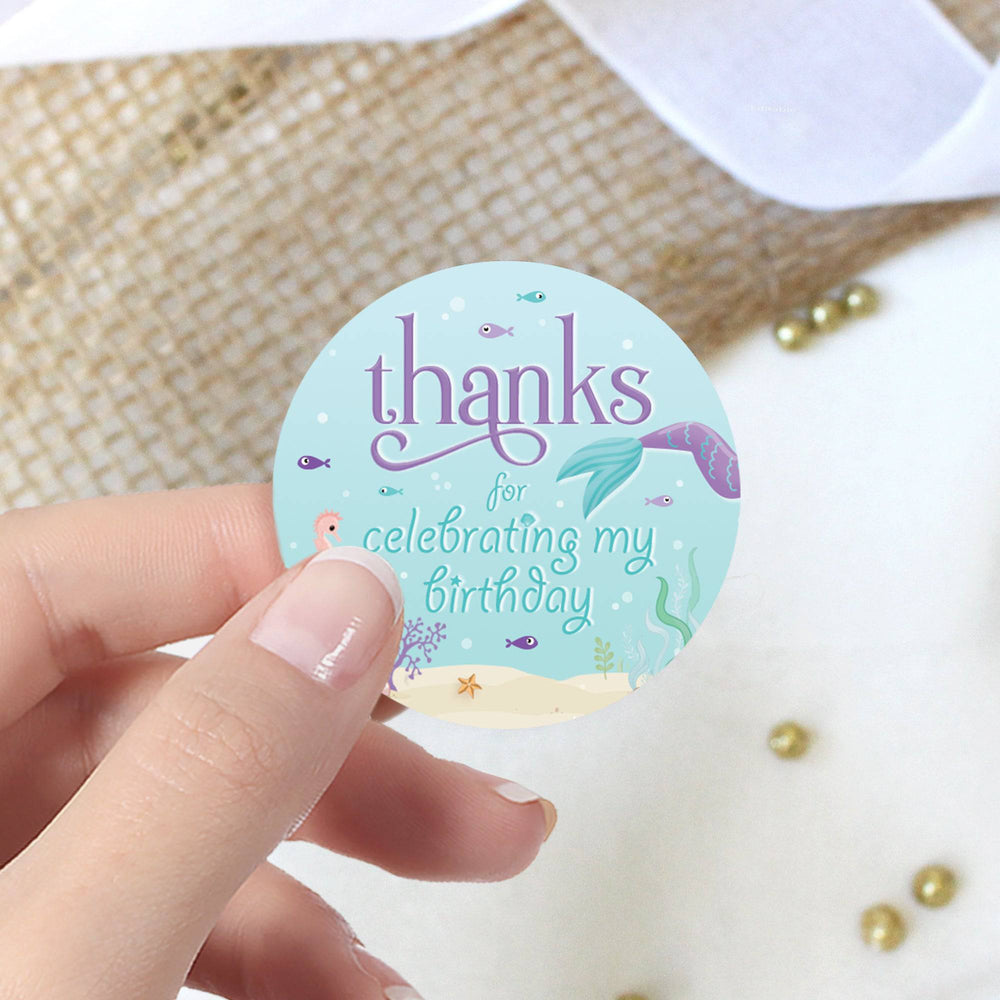 thanks
for
celebrating my
birthday